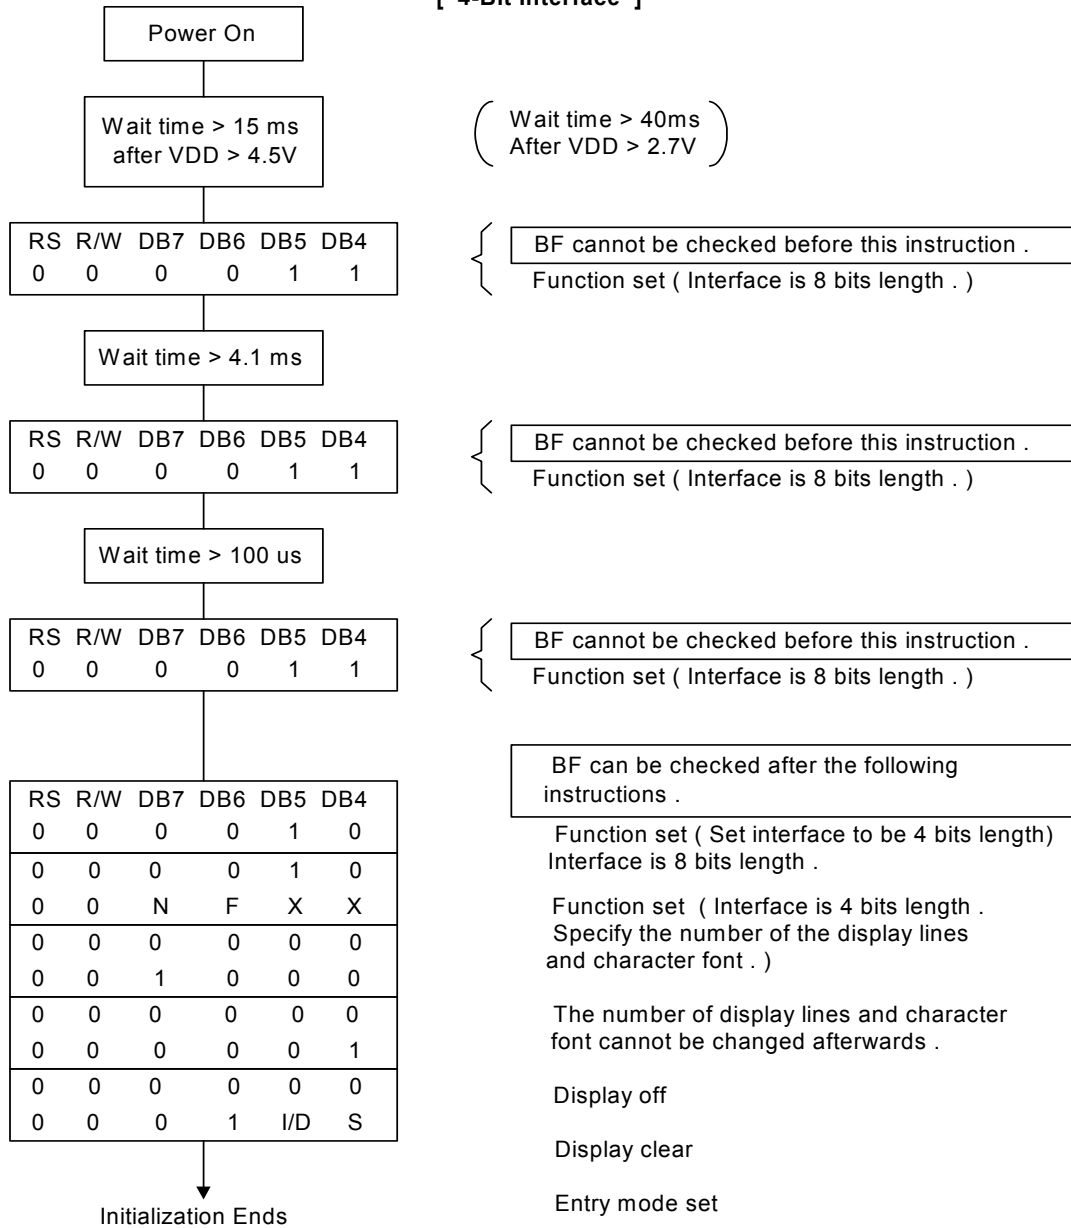 [ 4-Bit Interface ]
Power On
Wait time > 15 ms
after VDD > 4.5V
Wait time > 40ms
After VDD > 2.7V
RS R/W DB7 DB6 DB5 DB4
0 0 0 0 1 1
BF cannot be checked before this instruction .
Function set ( Interface is 8 bits length . )
Wait time > 4.1 ms
RS R/W DB7 DB6 DB5 DB4
0 0 0 0 1 1
BF cannot be checked before this instruction .
Function set ( Interface is 8 bits length . )
Wait time > 100 us
RS R/W DB7 DB6 DB5 DB4
0 0 0 0 1 1
BF cannot be checked before this instruction .
Function set ( Interface is 8 bits length . )
RS R/W DB7 DB6 DB5 DB4
0 0 0 0 1 0
0 0 0 0 1 0
0 0 N F X X
0 0 0 0 0 0
0 0 1 0 0 0
0 0 0 0 0 0
0 0 0 0 0 1
0 0 0 0 0 0
0 0 0 1 I/D S
BF can be checked after the following
instructions .
Function set ( Set interface to be 4 bits length)
Interface is 8 bits length .
Function set ( Interface is 4 bits length .
Specify the number of the display lines
and character font . )
The number of display lines and character
font cannot be changed afterwards .
Display off
Display clear
Entry mode set
Initialization Ends